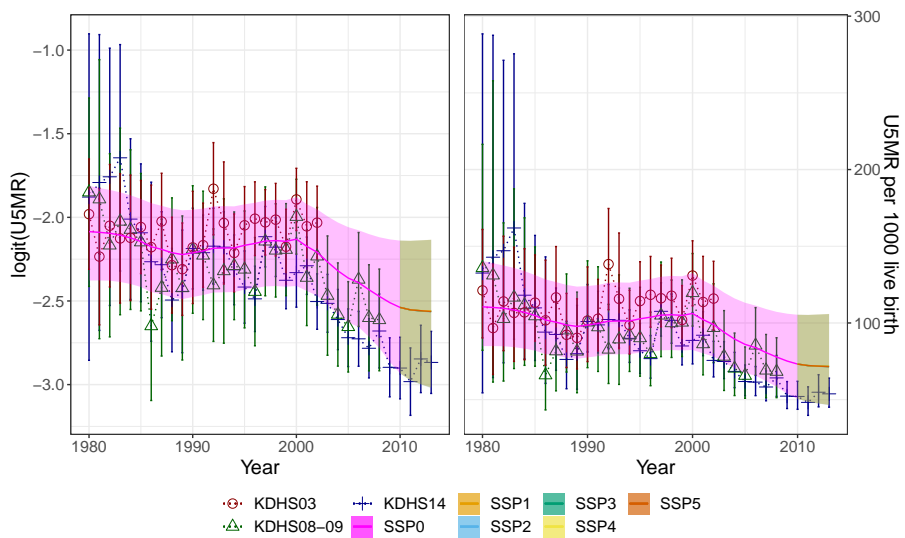 300
−1.0
−1.5
200
−2.0
−2.5
100
−3.0
logit(U5MR)
U5MR per 1000 live birth
1980 1990 2000 2010 1980 1990 2000 2010
Year Year
KDHS03 KDHS14 SSP1 SSP3 SSP5
KDHS08−09 SSP0 SSP2 SSP4